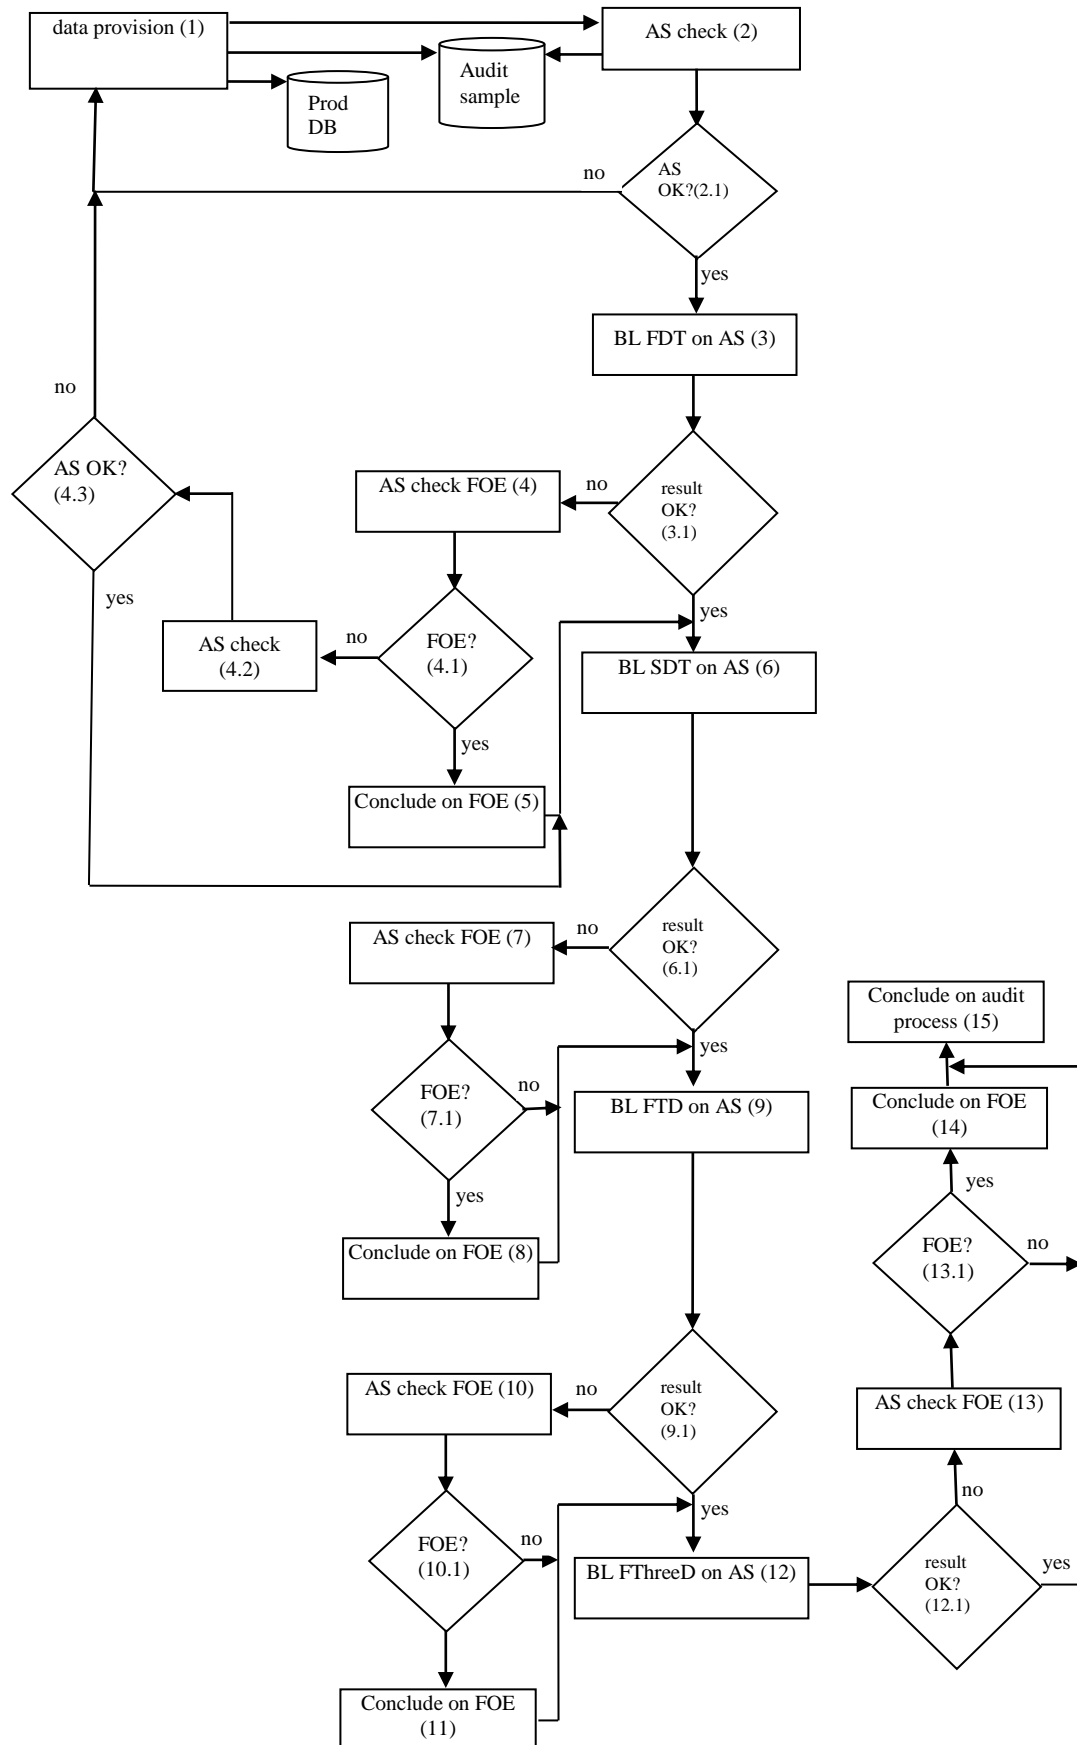 data provision (1)
AS check (2)
Audit
sample
Prod
DB
no
AS
OK?(2.1)
yes
BL FDT on AS (3)
no
AS OK?
(4.3)
AS check FOE (4)
no
result
OK?
(3.1)
yes
yes
AS check
(4.2)
no
FOE?
(4.1)
BL SDT on AS (6)
yes
Conclude on FOE (5)
AS check FOE (7)
no
result
OK?
(6.1)
yes
FOE?
(7.1)
no
BL FTD on AS (9)
yes
Conclude on FOE (8)
Conclude on audit
process (15)
Conclude on FOE
(14)
yes
FOE?
(13.1)
no
AS check FOE (10)
no
result
OK?
(9.1)
yes
AS check FOE (13)
no
FOE?
(10.1)
no
BL FThreeD on AS (12)
result
OK?
(12.1)
yes
Conclude on FOE
(11)